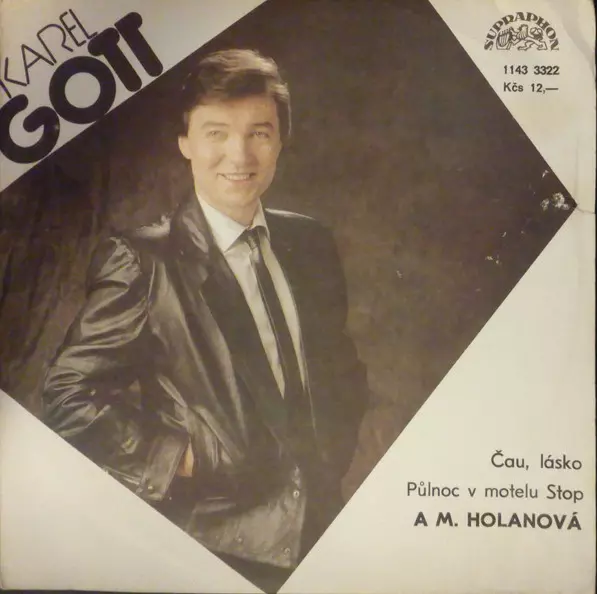 KAREL
GOTT
SUPRAPHON
1143 3322
Kčs 12,—
Čau, lásko
Půlnoc v motelu Stop
A M. HOLANOVÁ